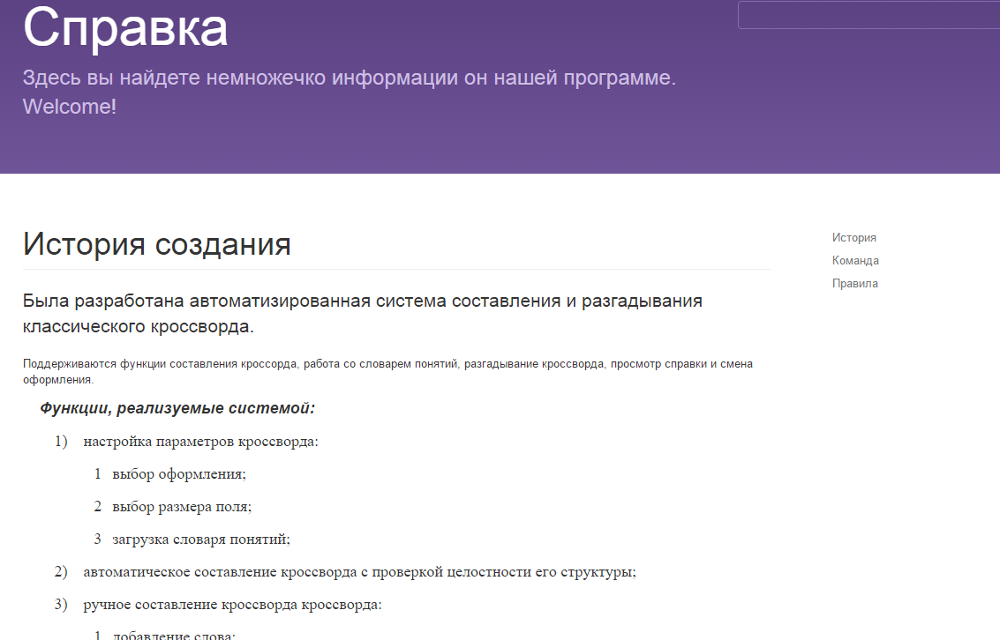 Справка
Здесь вы найдете немножечко информации он нашей программе.
Welcome!
История создания
Была разработана автоматизированная система составления и разгадывания
классического кроссворда.
Поддерживаются функции составления кроссорда, работа со словарем понятий, разгадывание кроссворда, просмотр справки и смена
оформления.
Функции, реализуемые системой:
1) настройка параметров кроссворда:
1 выбор оформления;
2 выбор размера поля;
3 загрузка словаря понятий;
2) автоматическое составление кроссворда с проверкой целостности его структуры;
3) ручное составление кроссворда кроссворда:
1 добавление слова;
История
Команда
Правила